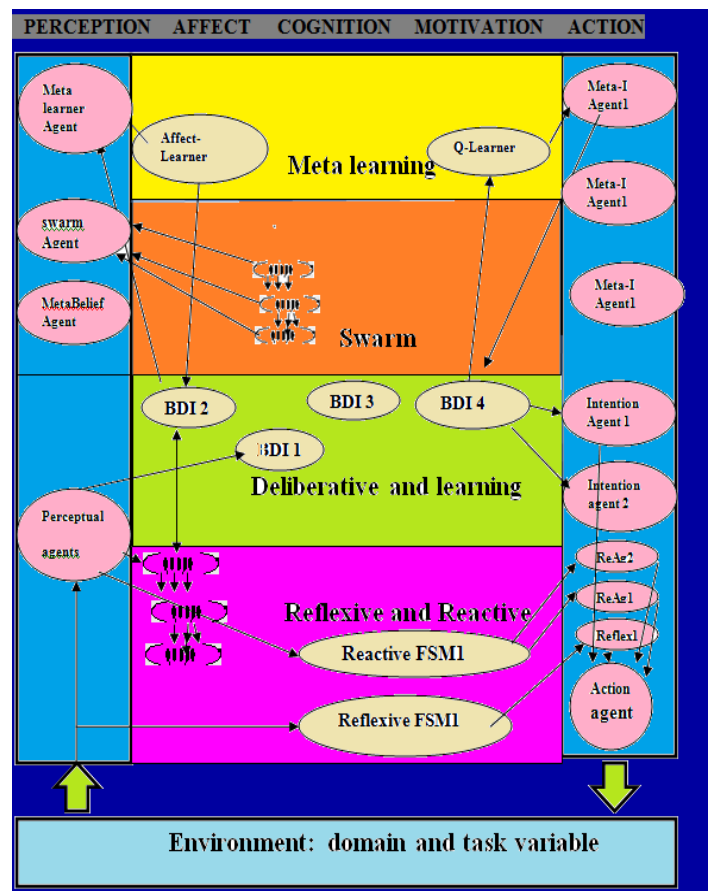 PERCEPTION AFFECT COGNITION MOTIVATION ACTION
Meta
learner
Agent
Affect-
Learner
Meta learning
Q-Learner
Meta-I
Agent1
Meta-I
Agent1
swarm
Agent
MetaBelief
Agent
Swarm
Meta-I
Agent1
BDI 2
BDI 3
BDI 4
BDI 1
Deliberative and learning
Intention
Agent 1
Intention
agent 2
Perceptual
agents
Reflexive and Reactive
Reactive FSM1
Reflexive FSM1
ReAg2
ReAg1
Reflex1
Action
agent
Environment: domain and task variable